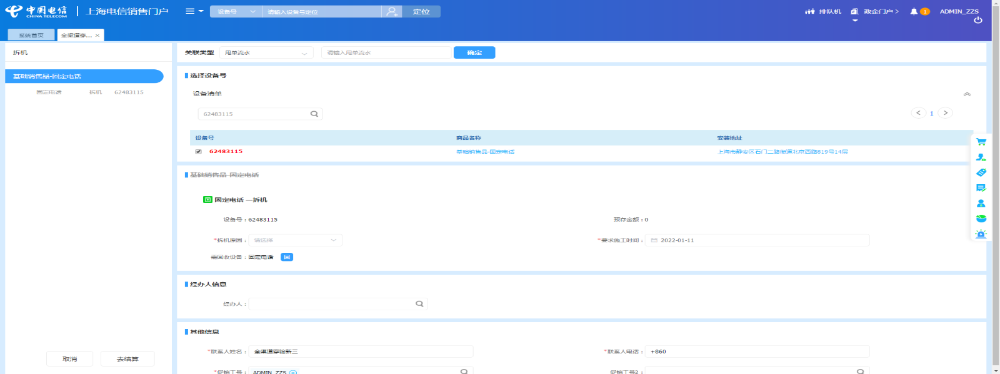 中国电信
CHINA TELECOM
上海电信销售门户
设备号
请输入设备号定位
定位
排队机
政企门户
1
ADMIN_ZZS
系统首页
全渠道穿...
拆机
关联类型
甩单流水
请输入甩单流水
确定
基础销售品-固定电话
固定电话 拆机 62483115
选择设备号
设备清单
62483115
< 1 >
设备号 商品名称 安装地址
62483115 基础销售品-固定电话 上海市静安区石门二路街道北京西路819号14层
基础销售品-固定电话
固定电话 —拆机
设备号：62483115 预存金额：0
*拆机原因：请选择 *要求施工时间：2022-01-11
需回收设备：固定电话 回
经办人信息
经办人：
其他信息
*联系人姓名：全渠道穿验新三 *联系人电话：+860
*促销工号：ADMIN_ZZS 促销工号2：
取消 去结算